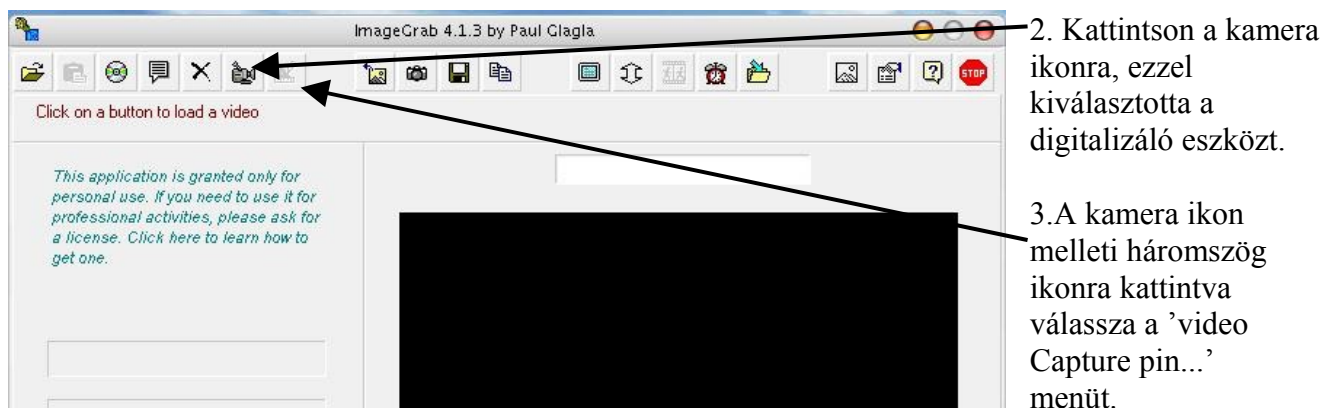 ImageGrab 4.1.3 by Paul Glagla
STOP
Click on a button to load a video
This application is granted only for
personal use. If you need to use it for
professional activities, please ask for
a license. Click here to learn how to
get one.
2. Kattintson a kamera
ikonra, ezzel
kiválasztotta a
digitalizáló eszközt.
3.A kamera ikon
melleti háromszög
ikonra kattintva
válassza a ’video
Capture pin...’
menüt.